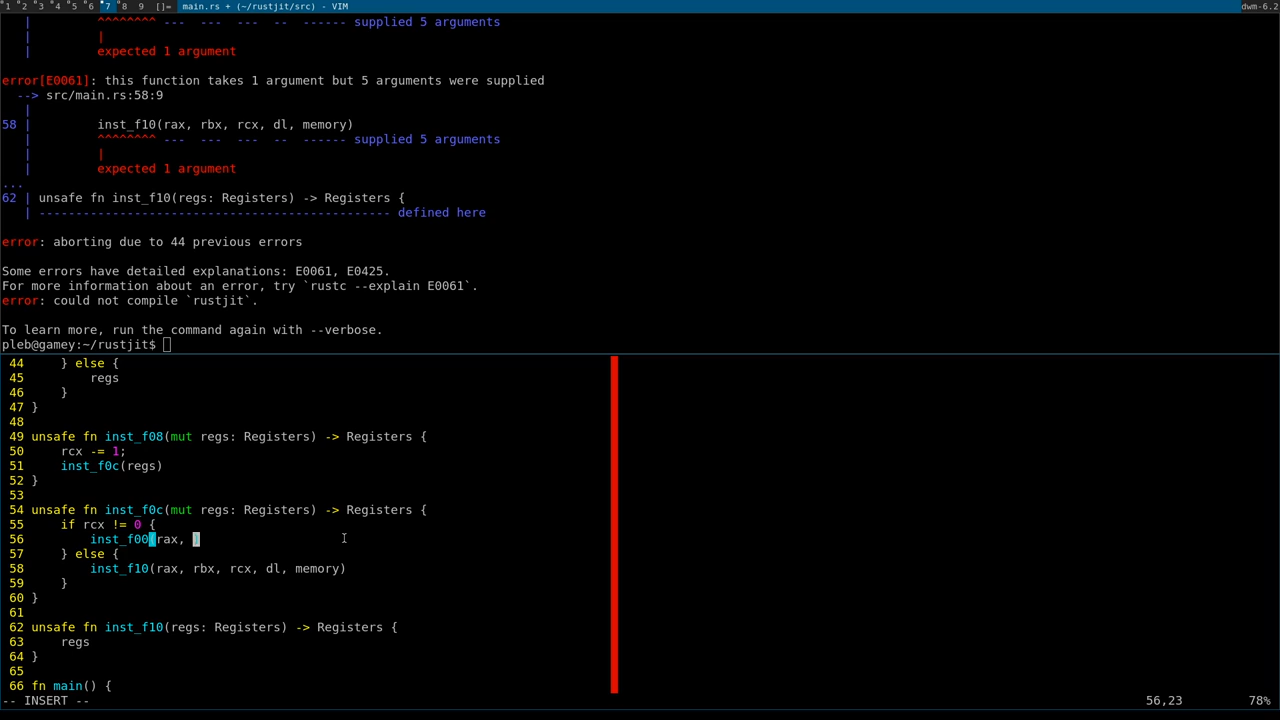 1 2 3 4 5 6 7 8 9 []= main.rs + (~/rustjit/src) - VIM dwm-6.2
| ^^^^^^^^ --- --- --- -- ------ supplied 5 arguments
| |
| expected 1 argument
error[E0061]: this function takes 1 argument but 5 arguments were supplied
--> src/main.rs:58:9
|
58 | inst_f10(rax, rbx, rcx, dl, memory)
| ^^^^^^^^ --- --- --- -- ------ supplied 5 arguments
| |
| expected 1 argument
...
62 | unsafe fn inst_f10(regs: Registers) -> Registers {
| ------------------------------------------------ defined here
error: aborting due to 44 previous errors
Some errors have detailed explanations: E0061, E0425.
For more information about an error, try `rustc --explain E0061`.
error: could not compile `rustjit`.
To learn more, run the command again with --verbose.
pleb@gamey:~/rustjit$
44 } else {
45 regs
46 }
47 }
48
49 unsafe fn inst_f08(mut regs: Registers) -> Registers {
50 rcx -= 1;
51 inst_f0c(regs)
52 }
53
54 unsafe fn inst_f0c(mut regs: Registers) -> Registers {
55 if rcx != 0 {
56 inst_f00(rax, )
57 } else {
58 inst_f10(rax, rbx, rcx, dl, memory)
59 }
60 }
61
62 unsafe fn inst_f10(regs: Registers) -> Registers {
63 regs
64 }
65
66 fn main() {
-- INSERT -- 56,23 78%